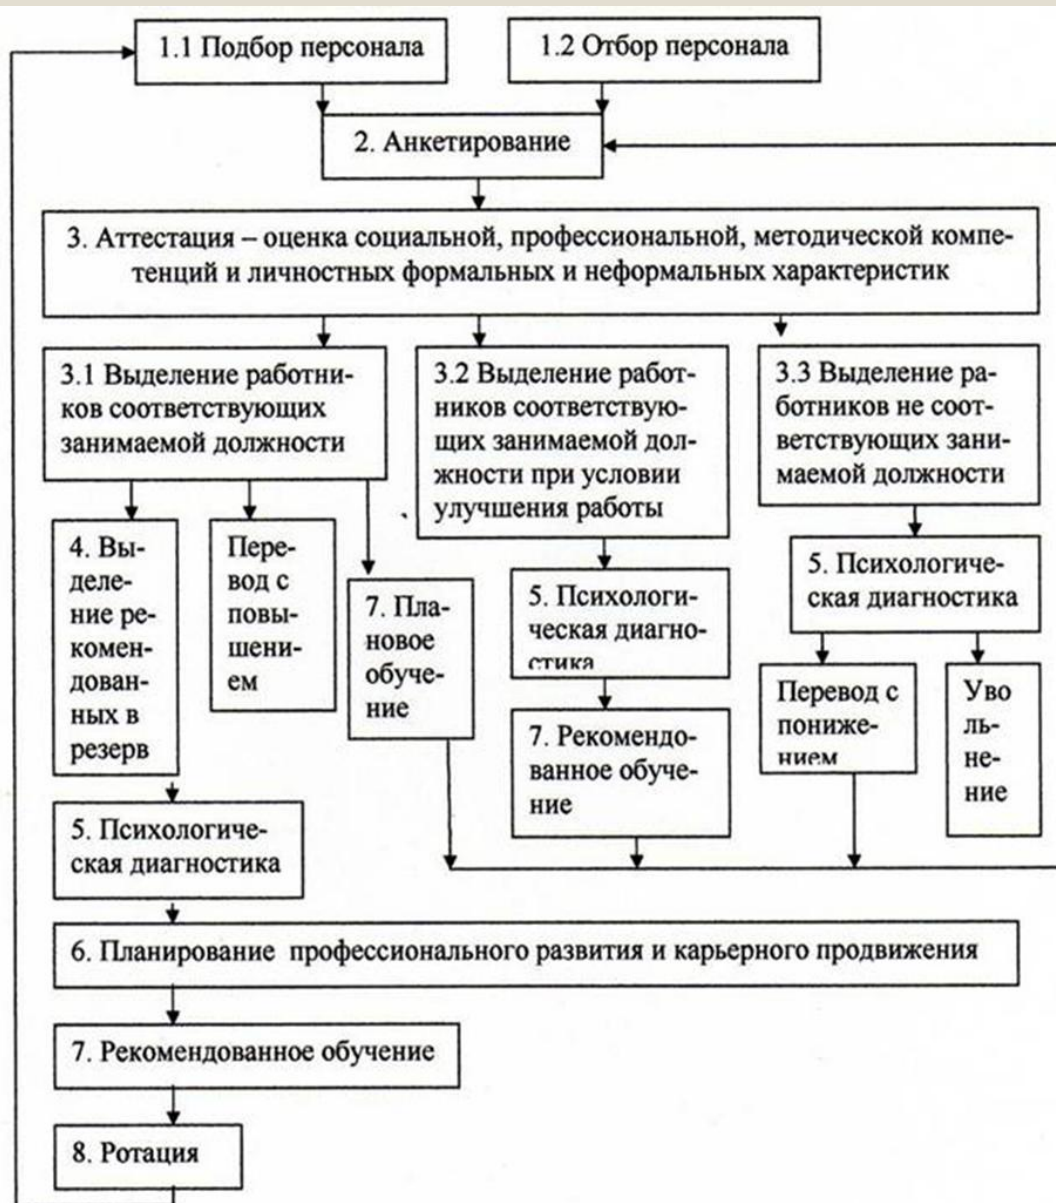 1.1 Подбор персонала
1.2 Отбор персонала
2. Анкетирование
3. Аттестация – оценка социальной, профессиональной, методической компе-
тенций и личностных формальных и неформальных характеристик
3.1 Выделение работни-
ков соответствующих
занимаемой должности
3.2 Выделение работ-
ников соответствую-
щих занимаемой дол-
жности при условии
улучшения работы
3.3 Выделение ра-
ботников не соот-
ветствующих зани-
маемой должности
4. Вы-
деле-
ние ре-
комен-
дован-
ных в
резерв
Пере-
вод с
повы-
шени-
ем
7. Пла-
новое
обуче-
ние
5. Психологи-
ческая диагно-
стика
7. Рекомендо-
ванное обуче-
ние
5. Психологиче-
ская диагностика
Перевод с
пониже-
нием
Уво
ль-
не-
ние
5. Психологиче-
ская диагностика
6. Планирование профессионального развития и карьерного продвижения
7. Рекомендованное обучение
8. Ротация